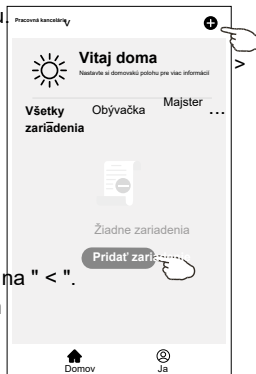 u.
Pracovná kancelária v
Vitaj doma
Nastavte si domovskú polohu pre viac informácií
>
Všetky zariadenia
Obývačka
Majster
...
Žiadne zariadenia
Pridať zari
na " < ".
Domov
Ja